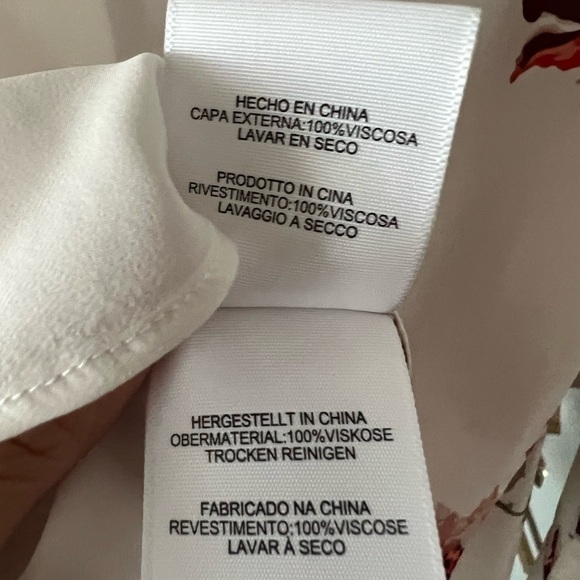 HECHO EN CHINA
CAPA EXTERNA:100%VISCOSA
LAVAR EN SECO
PRODOTTO IN CINA
RIVESTIMENTO:100%VISCOSA
LAVAGGIO A SECCO
HERGESTELLT IN CHINA
OBERMATERIAL:100%VISKOSE
TROCKEN REINIGEN
FABRICADO NA CHINA
REVESTIMENTO:100%VISCOSE
LAVAR À SECO